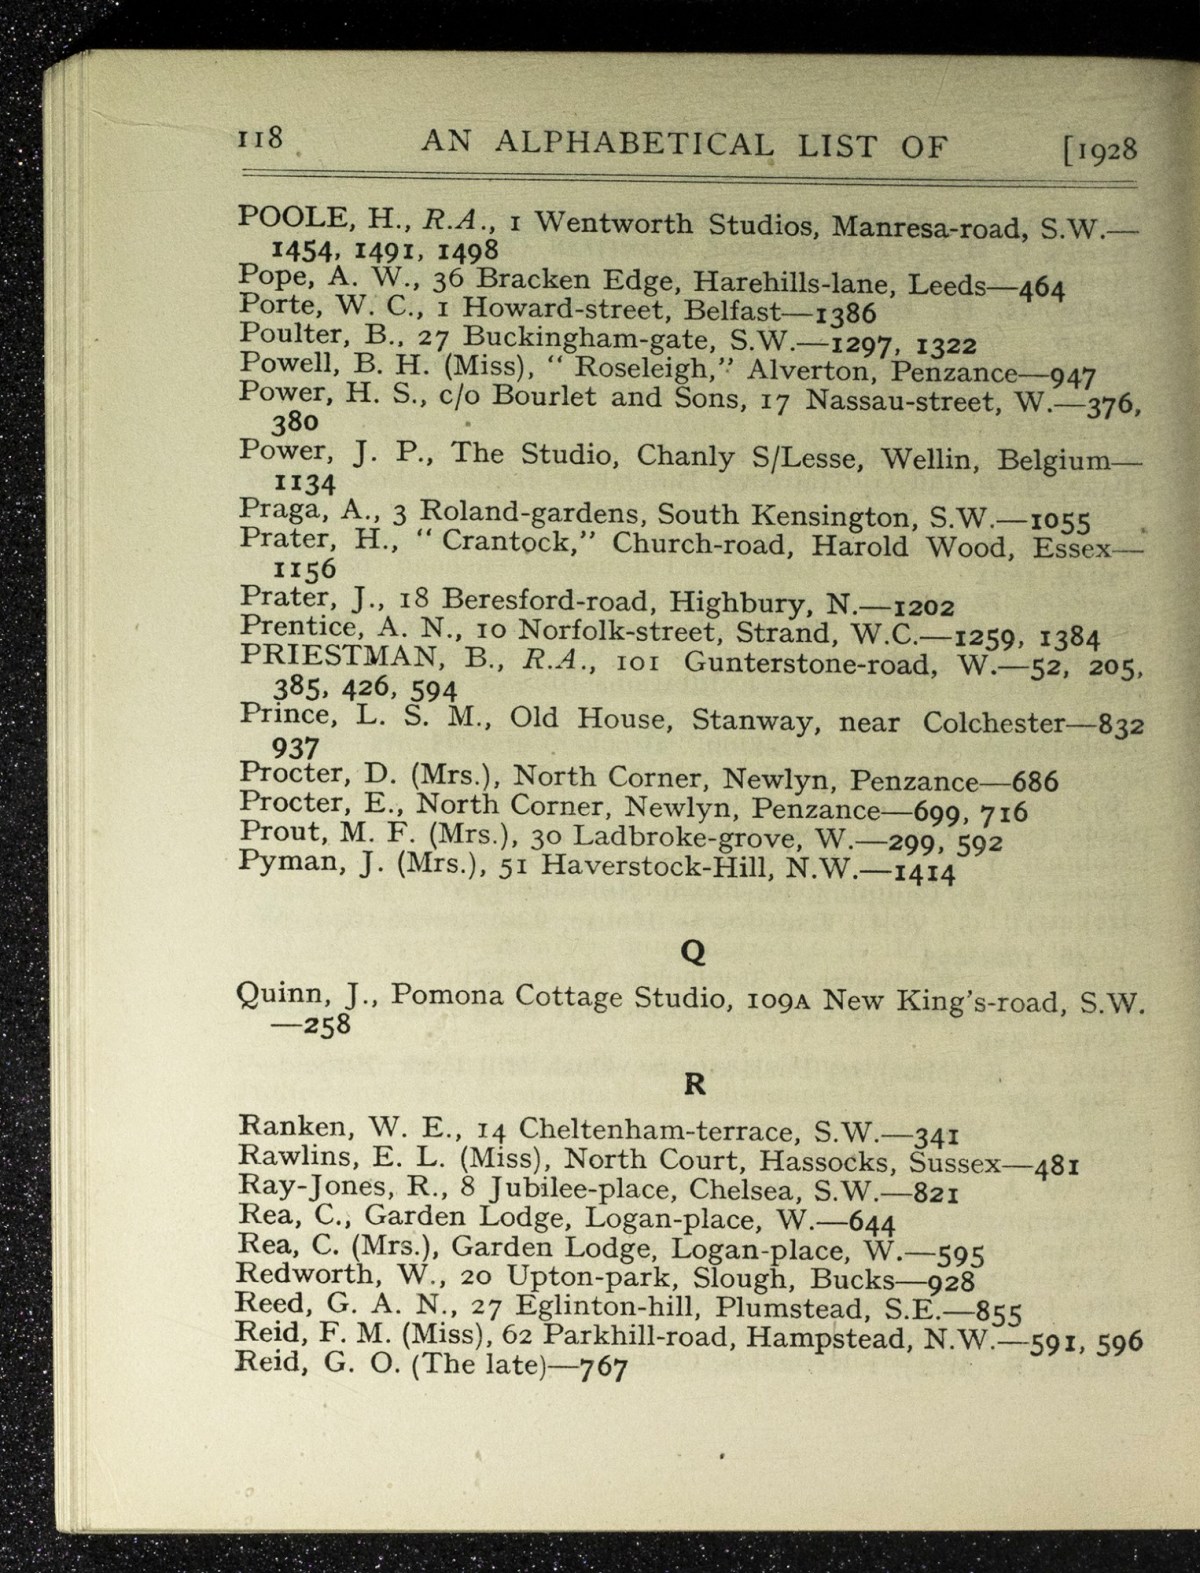 118 AN ALPHABETICAL LIST OF [1928
POOLE, H., R.A., 1 Wentworth Studios, Manresa-road, S.W.—
1454, 1491, 1498
Pope, A. W., 36 Bracken Edge, Harehills-lane, Leeds—464
Porte, W. C., 1 Howard-street, Belfast—1386
Poulter, B., 27 Buckingham-gate, S.W.—1297, 1322
Powell, B. H. (Miss), “ Roseleigh,” Alverton, Penzance—947
Power, H. S., c/o Bourlet and Sons, 17 Nassau-street, W.—376,
380
Power, J. P., The Studio, Chanly S/Lesse, Wellin, Belgium—
1134
Praga, A., 3 Roland-gardens, South Kensington, S.W.—1055
Prater, H., “ Crantock,” Church-road, Harold Wood, Essex—
1156
Prater, J., 18 Beresford-road, Highbury, N.—1202
Prentice, A. N., 10 Norfolk-street, Strand, W.C.—1259, 1384
PRIESTMAN, B., R.A., 101 Gunterstone-road, W.—52, 205,
385, 426, 594
Prince, L. S. M., Old House, Stanway, near Colchester—832
937
Procter, D. (Mrs.), North Corner, Newlyn, Penzance—686
Procter, E., North Corner, Newlyn, Penzance—699, 716
Prout, M. F. (Mrs.), 30 Ladbroke-grove, W.—299, 592
Pyman, J. (Mrs.), 51 Haverstock-Hill, N.W.—1414
Q
Quinn, J., Pomona Cottage Studio, 109A New King’s-road, S.W.
—258
R
Ranken, W. E., 14 Cheltenham-terrace, S.W.—341
Rawlins, E. L. (Miss), North Court, Hassocks, Sussex—481
Ray-Jones, R., 8 Jubilee-place, Chelsea, S.W.—821
Rea, C., Garden Lodge, Logan-place, W.—644
Rea, C. (Mrs.), Garden Lodge, Logan-place, W.—595
Redworth, W., 20 Upton-park, Slough, Bucks—928
Reed, G. A. N., 27 Eglinton-hill, Plumstead, S.E.—855
Reid, F. M. (Miss), 62 Parkhill-road, Hampstead, N.W.—591, 596
Reid, G. O. (The late)—767